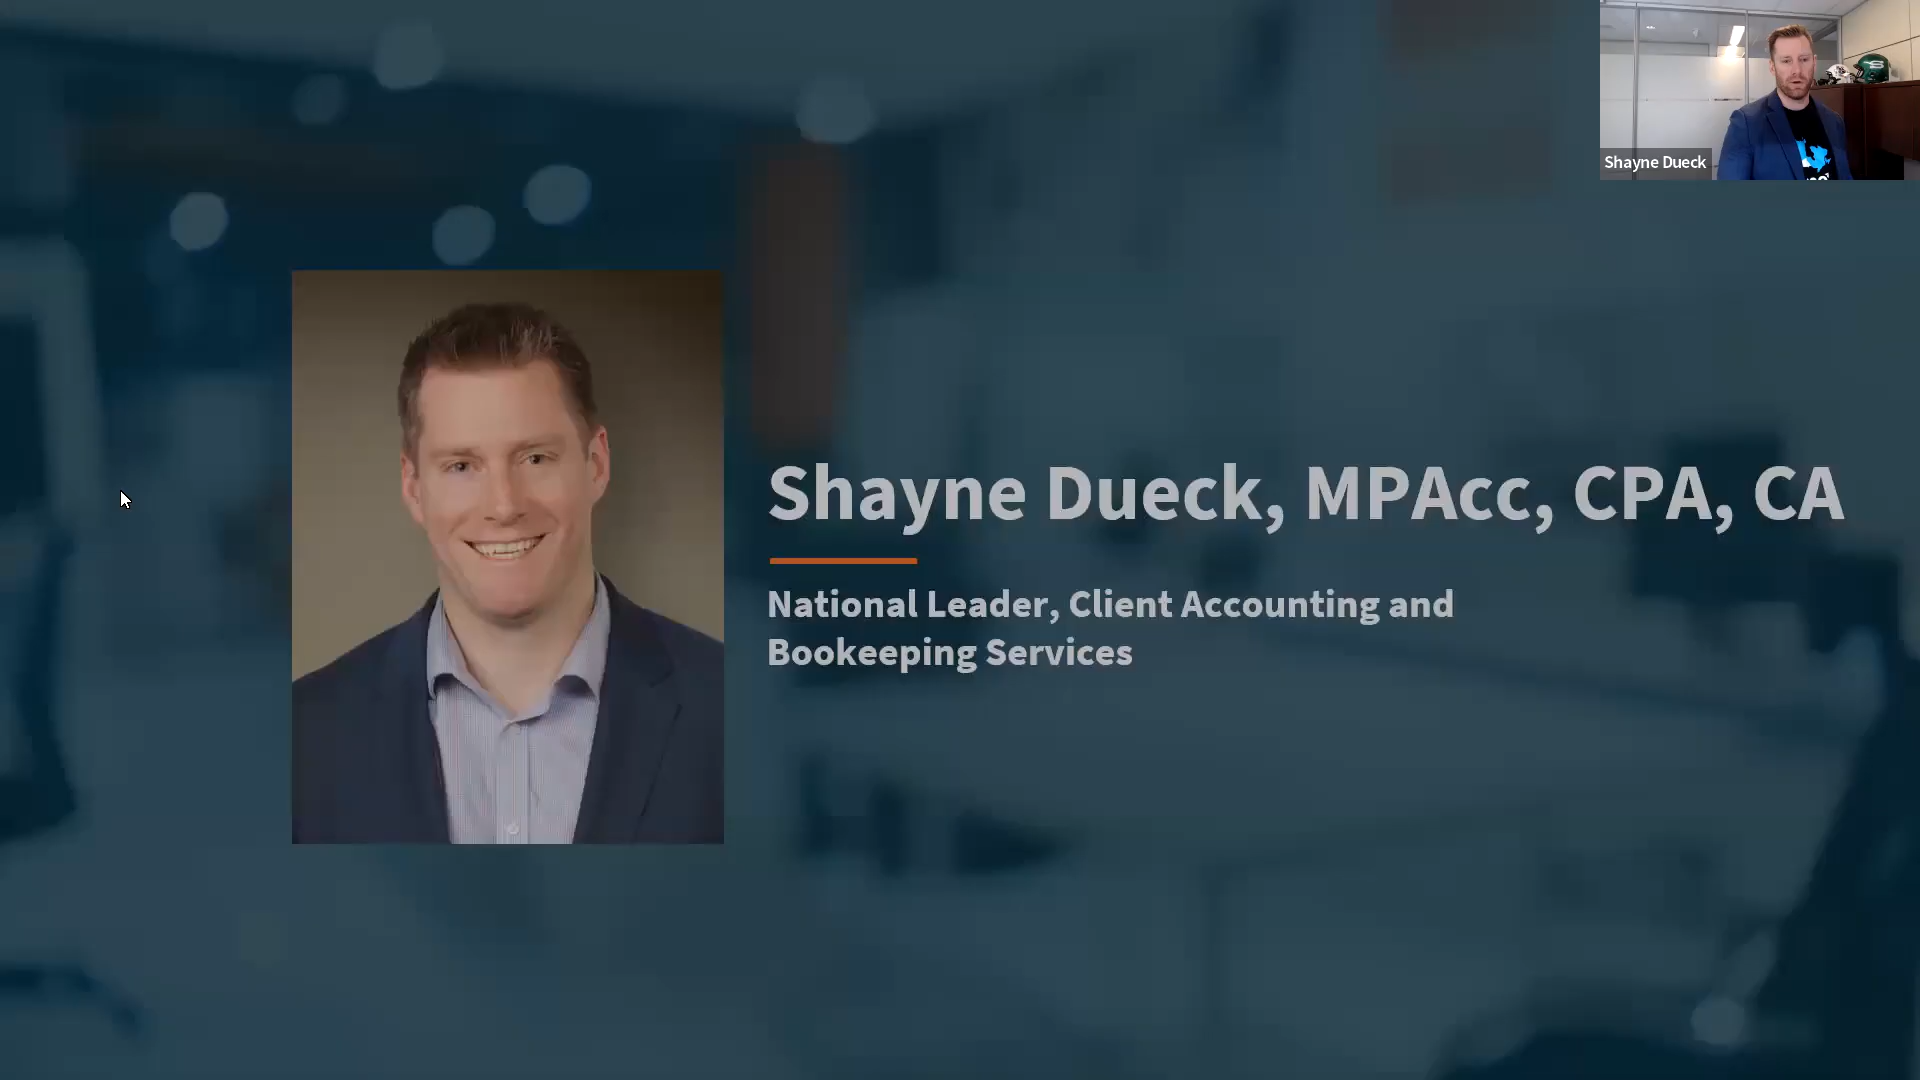 Shayne Dueck
Shayne Dueck, MPAcc, CPA, CA
National Leader, Client Accounting and
Bookeeping Services